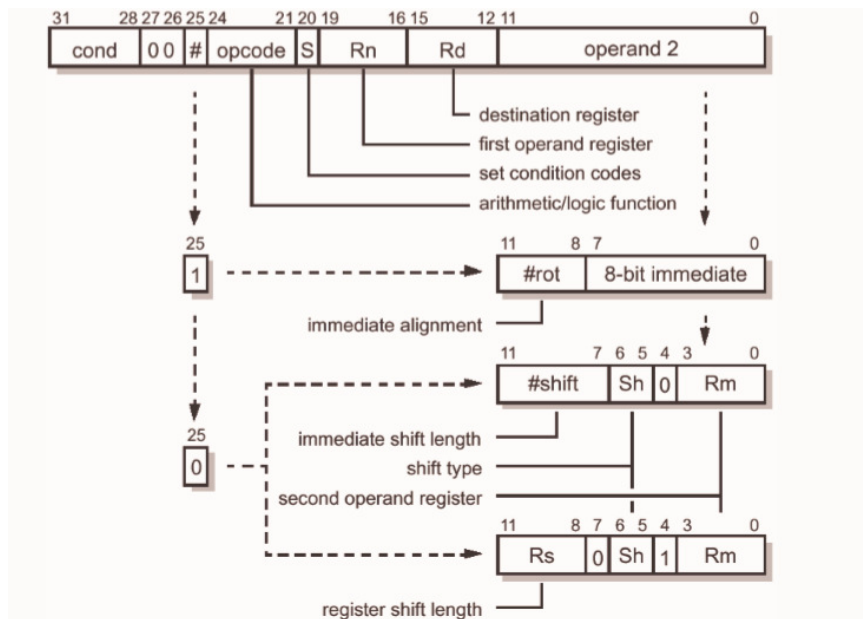 31 28 27 26 25 24 21 20 19 16 15 12 11 0
cond 0 0 # opcode S Rn Rd operand 2
destination register
first operand register
set condition codes
arithmetic/logic function
25
1
11 8 7 0
#rot 8-bit immediate
immediate alignment
11 7 6 5 4 3 0
#shift Sh 0 Rm
25
0
immediate shift length
shift type
second operand register
11 8 7 6 5 4 3 0
Rs 0 Sh 1 Rm
register shift length